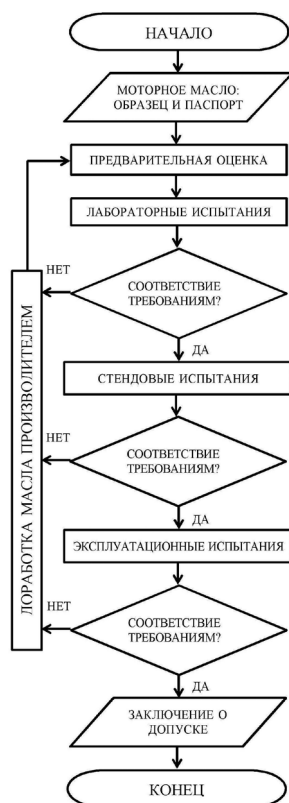 НАЧАЛО
МОТОРНОЕ МАСЛО:
ОБРАЗЕЦ И ПАСПОРТ
ПРЕДВАРИТЕЛЬНАЯ ОЦЕНКА
ЛАБОРАТОРНЫЕ ИСПЫТАНИЯ
НЕТ
СООТВЕТСТВИЕ
ТРЕБОВАНИЯМ?
ДА
СТЕНДОВЫЕ ИСПЫТАНИЯ
НЕТ
СООТВЕТСТВИЕ
ТРЕБОВАНИЯМ?
ДА
ЭКСПЛУАТАЦИОННЫЕ ИСПЫТАНИЯ
НЕТ
СООТВЕТСТВИЕ
ТРЕБОВАНИЯМ?
ДА
ДОРАБОТКА МАСЛА ПРОИЗВОЛИТЕЛЕМ
ЗАКЛЮЧЕНИЕ О
ДОПУСКЕ
КОНЕЦ